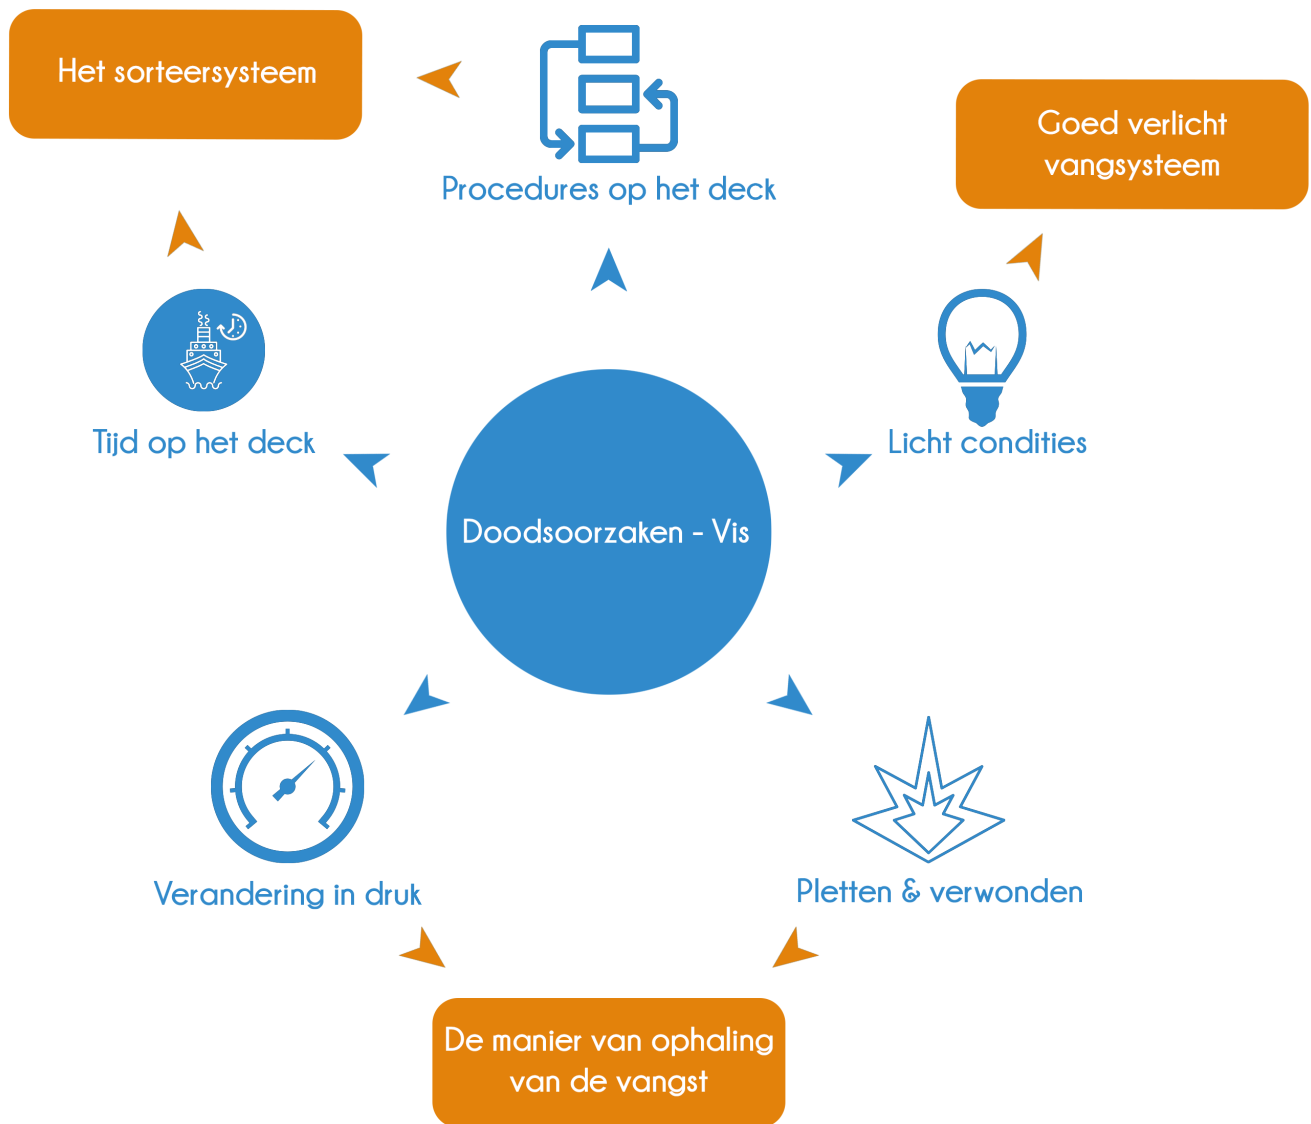 Het sorteersysteem
Procedures op het deck
Goed verlicht
vangsysteem
Tijd op het deck
Licht condities
Doodsoorzaken - Vis
Verandering in druk
Pletten & verwonden
De manier van ophaling
van de vangst